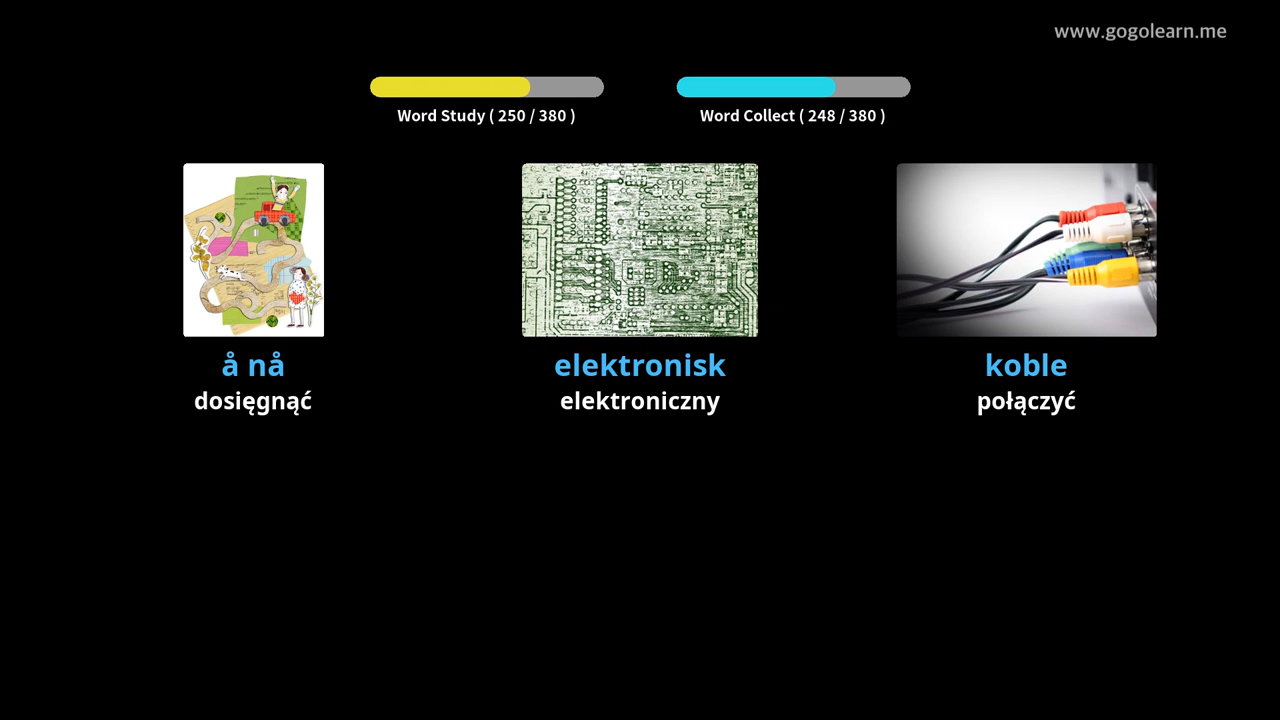 www.gogolearn.me
Word Study ( 250 / 380 )
Word Collect ( 248 / 380 )
å nå
elektronisk
koble
dosięgnąć
elektroniczny
połączyć